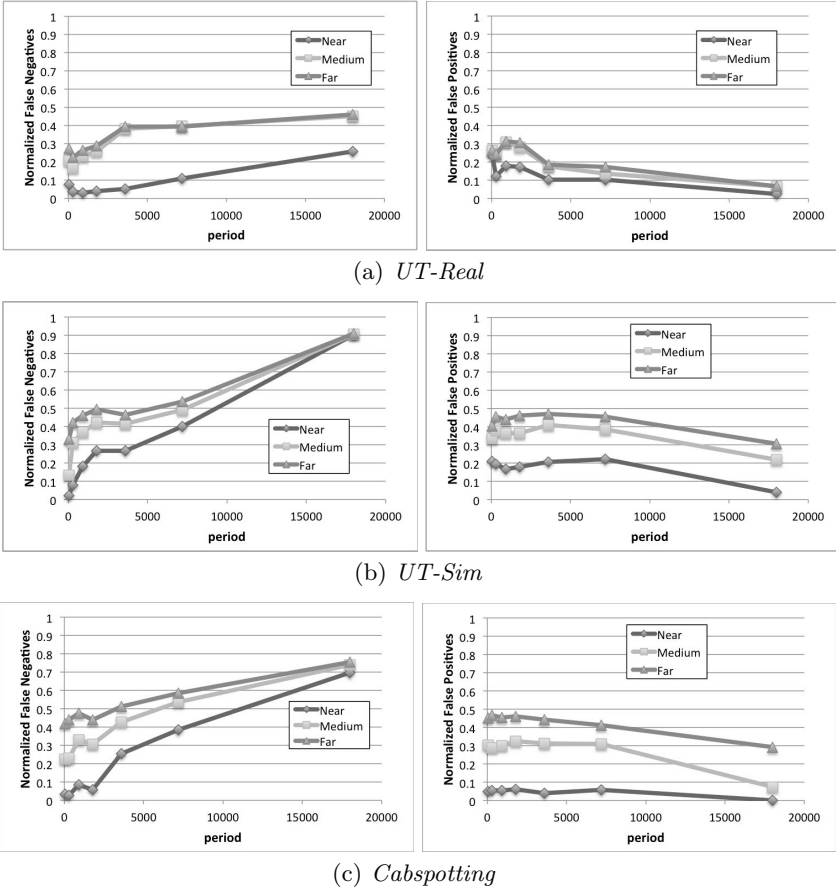 Normalized False Negatives
1
0.9
0.8
0.7
0.6
0.5
0.4
0.3
0.2
0.1
0
0 5000 10000 15000 20000
period
Near
Medium
Far
Normalized False Positives
1
0.9
0.8
0.7
0.6
0.5
0.4
0.3
0.2
0.1
0
0 5000 10000 15000 20000
period
Near
Medium
Far
(a) UT-Real
Normalized False Negatives
1
0.9
0.8
0.7
0.6
0.5
0.4
0.3
0.2
0.1
0
0 5000 10000 15000 20000
period
Near
Medium
Far
Normalized False Positives
1
0.9
0.8
0.7
0.6
0.5
0.4
0.3
0.2
0.1
0
0 5000 10000 15000 20000
period
Near
Medium
Far
(b) UT-Sim
Normalized False Negatives
1
0.9
0.8
0.7
0.6
0.5
0.4
0.3
0.2
0.1
0
0 5000 10000 15000 20000
period
Near
Medium
Far
Normalized False Positives
1
0.9
0.8
0.7
0.6
0.5
0.4
0.3
0.2
0.1
0
0 5000 10000 15000 20000
period
Near
Medium
Far
(c) Cabspotting